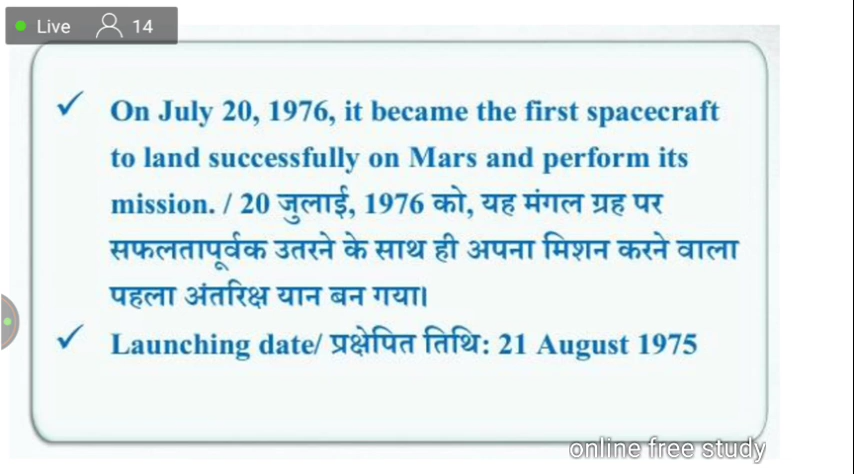 Live 14
✓ On July 20, 1976, it became the first spacecraft
to land successfully on Mars and perform its
mission. / 20 जुलाई, 1976 को, यह मंगल ग्रह पर
सफलतापूर्वक उतरने के साथ ही अपना मिशन करने वाला
पहला अंतरिक्ष यान बन गया।
✓ Launching date/ प्रक्षेपित तिथि: 21 August 1975
online free study